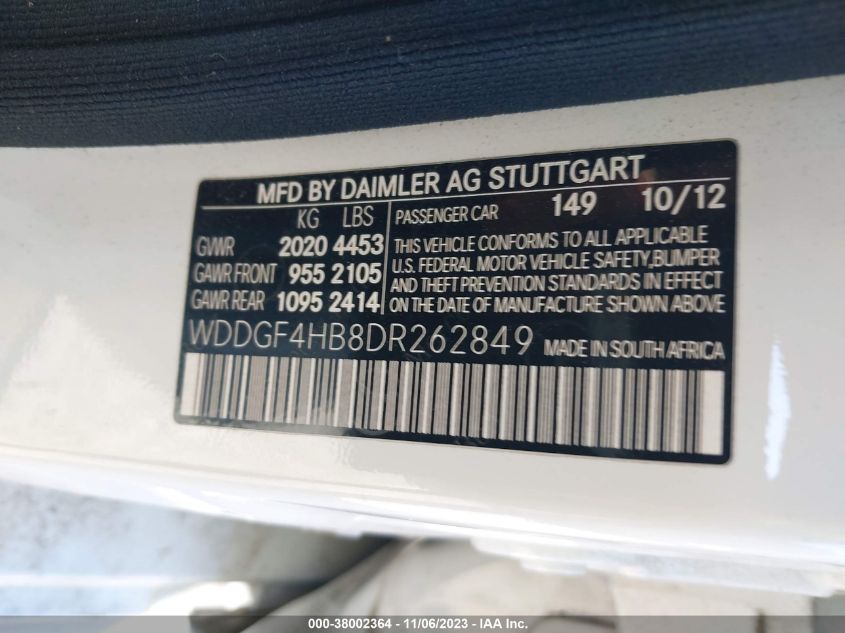 MFD BY DAIMLER AG STUTTGART
KG LBS
GVWR 2020 4453
GAWR FRONT 955 2105
GAWR REAR 1095 2414
PASSENGER CAR 149 10/12
THIS VEHICLE CONFORMS TO ALL APPLICABLE
U.S. FEDERAL MOTOR VEHICLE SAFETY,BUMPER
AND THEFT PREVENTION STANDARDS IN EFFECT
ON THE DATE OF MANUFACTURE SHOWN ABOVE
WDDGF4HB8DR262849 MADE IN SOUTH AFRICA
000-38002364 - 11/06/2023 - IAA Inc.